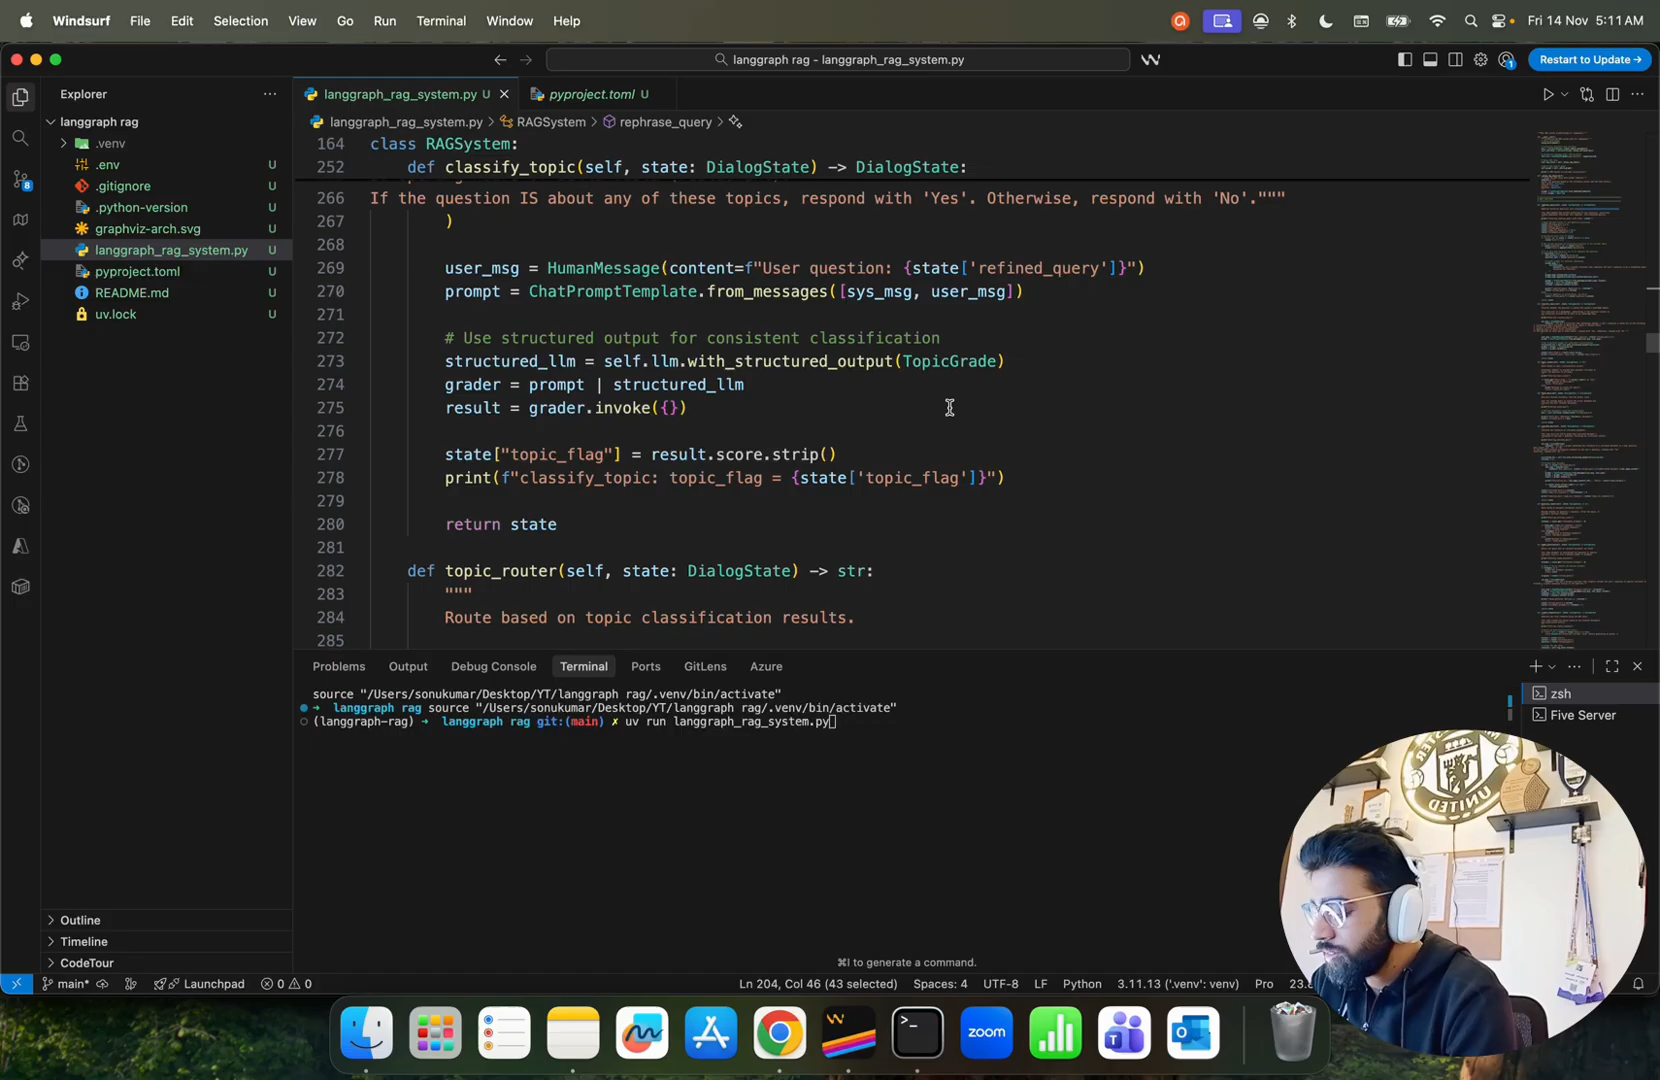 Windsurf File Edit Selection View Go Run Terminal Window Help Fri 14 Nov 5:11 AM
langgraph rag - langgraph_rag_system.py Restart to Update →
Explorer ...
langgraph rag
.venv
.env U
.gitignore U
.python-version U
graphviz-arch.svg U
langgraph_rag_system.py U
pyproject.toml U
README.md U
uv.lock U
Outline
Timeline
CodeTour
langgraph_rag_system.py U pyproject.toml U
langgraph_rag_system.py > RAGSystem > rephrase_query >
164 class RAGSystem:
252 def classify_topic(self, state: DialogState) -> DialogState:
266 If the question IS about any of these topics, respond with 'Yes'. Otherwise, respond with 'No'."""
267 )
268
269 user_msg = HumanMessage(content=f"User question: {state['refined_query']}")
270 prompt = ChatPromptTemplate.from_messages([sys_msg, user_msg])
271
272 # Use structured output for consistent classification
273 structured_llm = self.llm.with_structured_output(TopicGrade)
274 grader = prompt | structured_llm
275 result = grader.invoke({})
276
277 state["topic_flag"] = result.score.strip()
278 print(f"classify_topic: topic_flag = {state['topic_flag']}")
279
280 return state
281
282 def topic_router(self, state: DialogState) -> str:
283 """
284 Route based on topic classification results.
285
Problems Output Debug Console Terminal Ports GitLens Azure
source "/Users/sonukumar/Desktop/YT/langgraph rag/.venv/bin/activate"
➜ langgraph rag source "/Users/sonukumar/Desktop/YT/langgraph rag/.venv/bin/activate"
(langgraph-rag) ➜ langgraph rag git:(main) ✗ uv run langgraph_rag_system.py
zsh
Five Server
⌘I to generate a command.
UNITED
main* Launchpad 0 0 Ln 204, Col 46 (43 selected) Spaces: 4 UTF-8 LF Python 3.11.13 ('.venv': venv) Pro
zoom